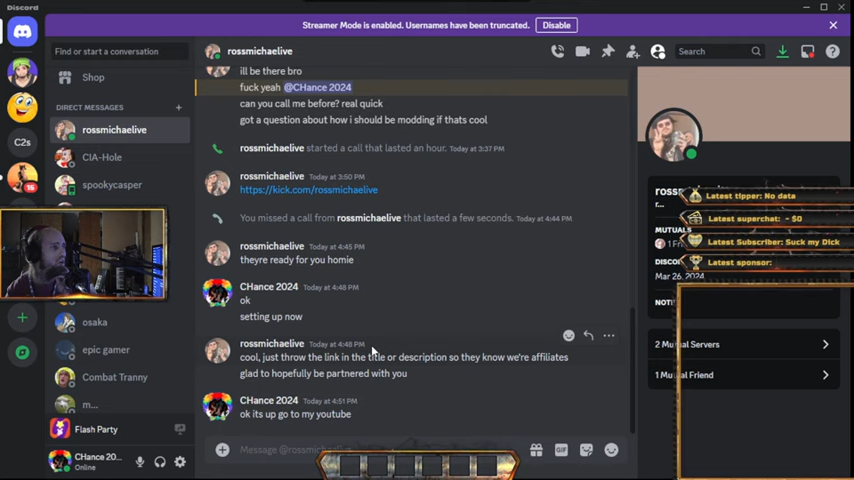 Discord
Streamer Mode is enabled. Usernames have been truncated.
Disable
Find or start a conversation
rossmichaelive
Search
Shop
DIRECT MESSAGES
rossmichaelive
CIA-Hole
spookycasper
C2s
16
osaka
epic gamer
Combat Tranny
m...
Flash Party
CHance 20...
Online
ill be there bro
fuck yeah @CHance 2024
can you call me before? real quick
got a question about how i should be modding if thats cool
rossmichaelive started a call that lasted an hour. Today at 3:37 PM
rossmichaelive Today at 3:50 PM
https://kick.com/rossmichaelive
You missed a call from rossmichaelive that lasted a few seconds. Today at 4:44 PM
rossmichaelive Today at 4:45 PM
theyre ready for you homie
CHance 2024 Today at 4:48 PM
ok
setting up now
rossmichaelive Today at 4:48 PM
cool, just throw the link in the title or description so they know we're affiliates
glad to hopefully be partnered with you
CHance 2024 Today at 4:51 PM
ok its up go to my youtube
Message @rossmichaelive
GIF
r...
Latest tipper: No data
Latest superchat: - $0
MUTUALS
1 Fri
Latest Subscriber: Suck my Dick
Latest sponsor:
Mar 26, 2024
2 Mutual Servers
1 Mutual Friend